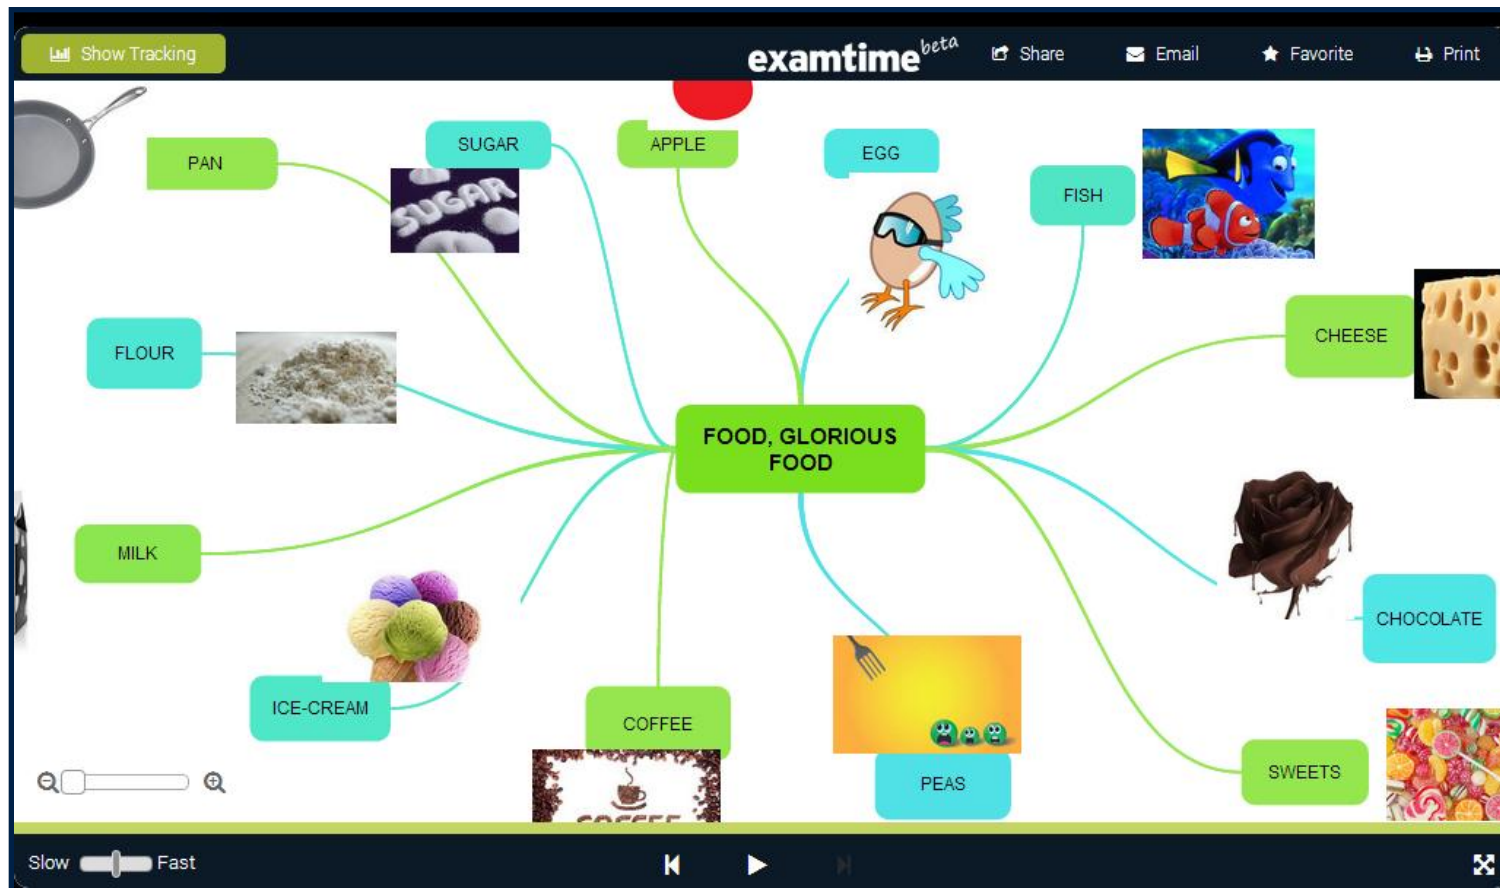 Show Tracking
examtime beta
Share
Email
Favorite
Print
PAN
SUGAR
SUGAR
APPLE
EGG
FISH
FLOUR
CHEESE
FOOD, GLORIOUS
FOOD
MILK
CHOCOLATE
ICE-CREAM
COFFEE
COFFEE
PEAS
SWEETS
Slow
Fast